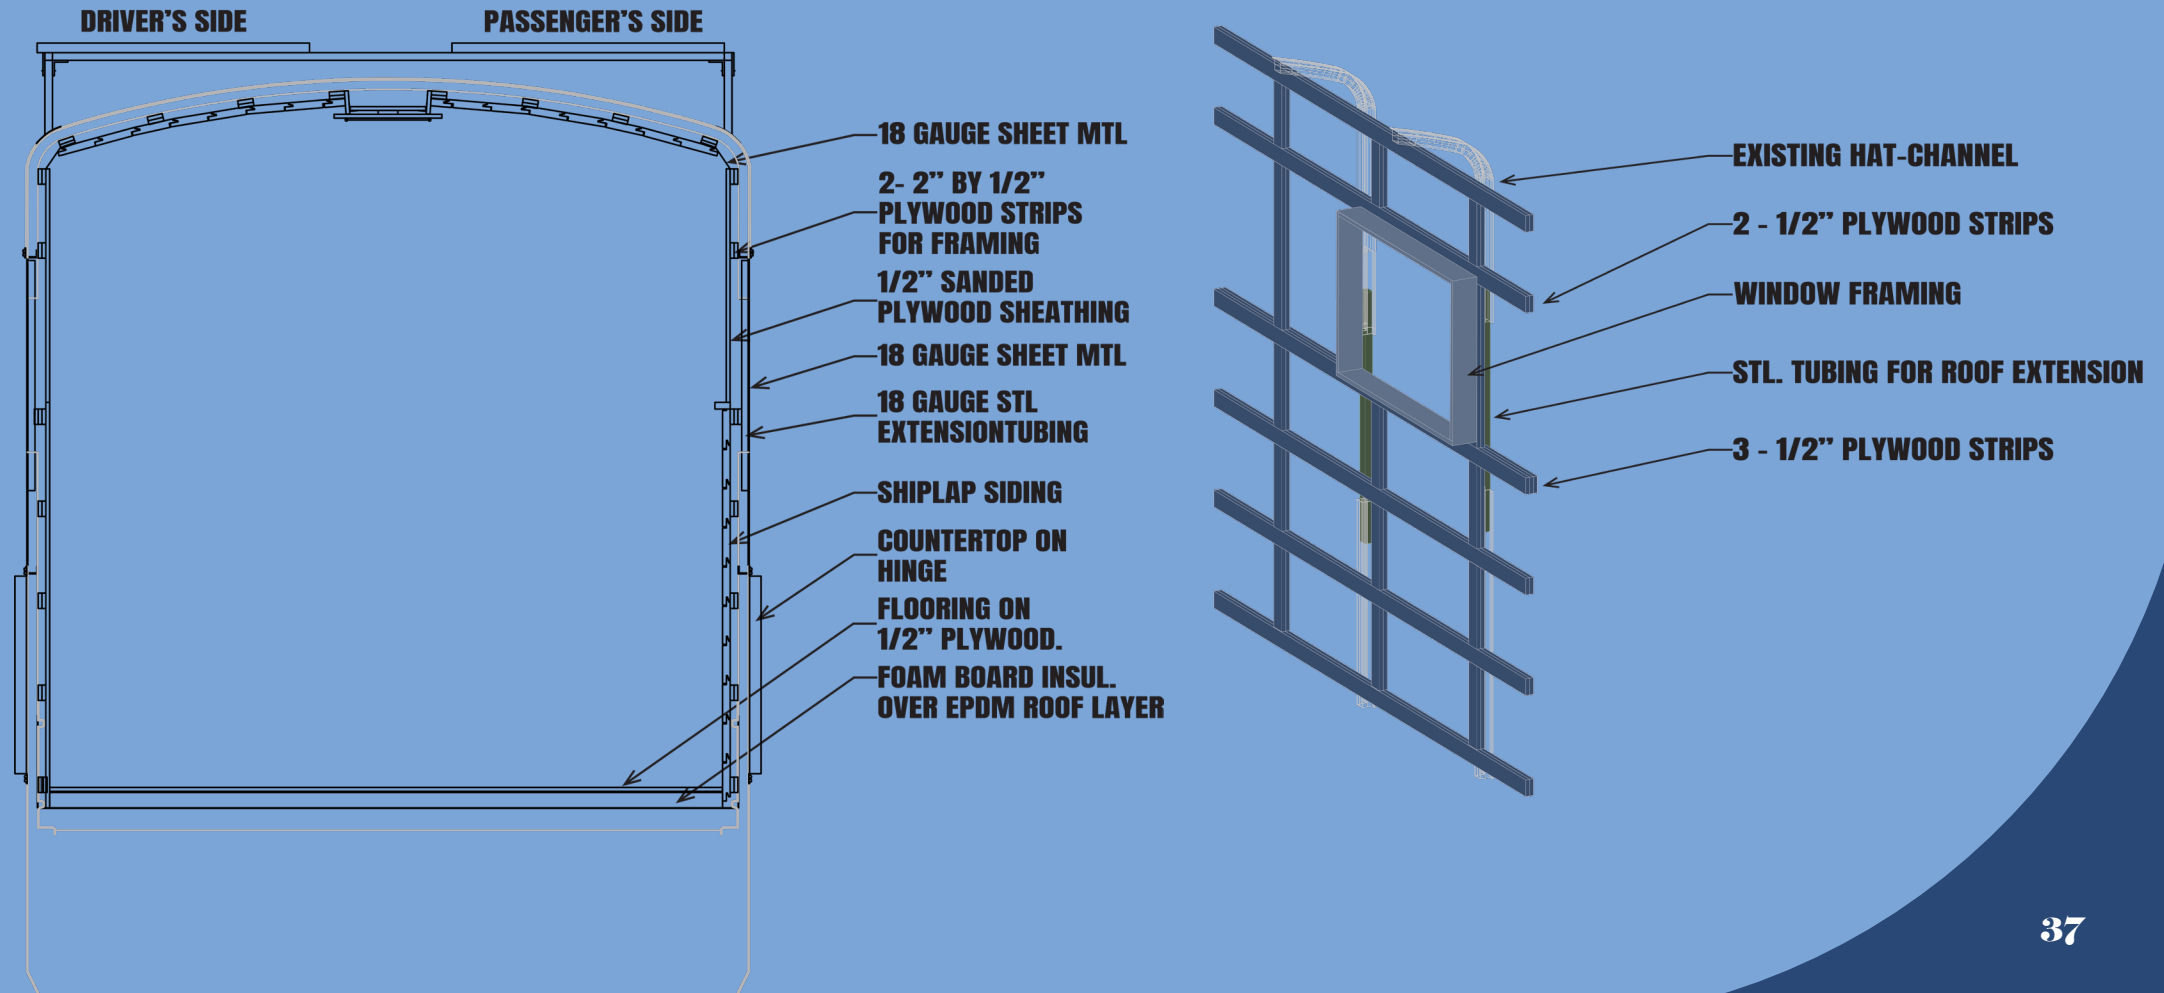 DRIVER’S SIDE
PASSENGER’S SIDE
18 GAUGE SHEET MTL
2- 2” BY 1/2”
PLYWOOD STRIPS
FOR FRAMING
1/2” SANDED
PLYWOOD SHEATHING
18 GAUGE SHEET MTL
18 GAUGE STL
EXTENSIONTUBING
SHIPLAP SIDING
COUNTERTOP ON
HINGE
FLOORING ON
1/2” PLYWOOD.
FOAM BOARD INSUL.
OVER EPDM ROOF LAYER
EXISTING HAT-CHANNEL
2 - 1/2” PLYWOOD STRIPS
WINDOW FRAMING
STL. TUBING FOR ROOF EXTENSION
3 - 1/2” PLYWOOD STRIPS
37